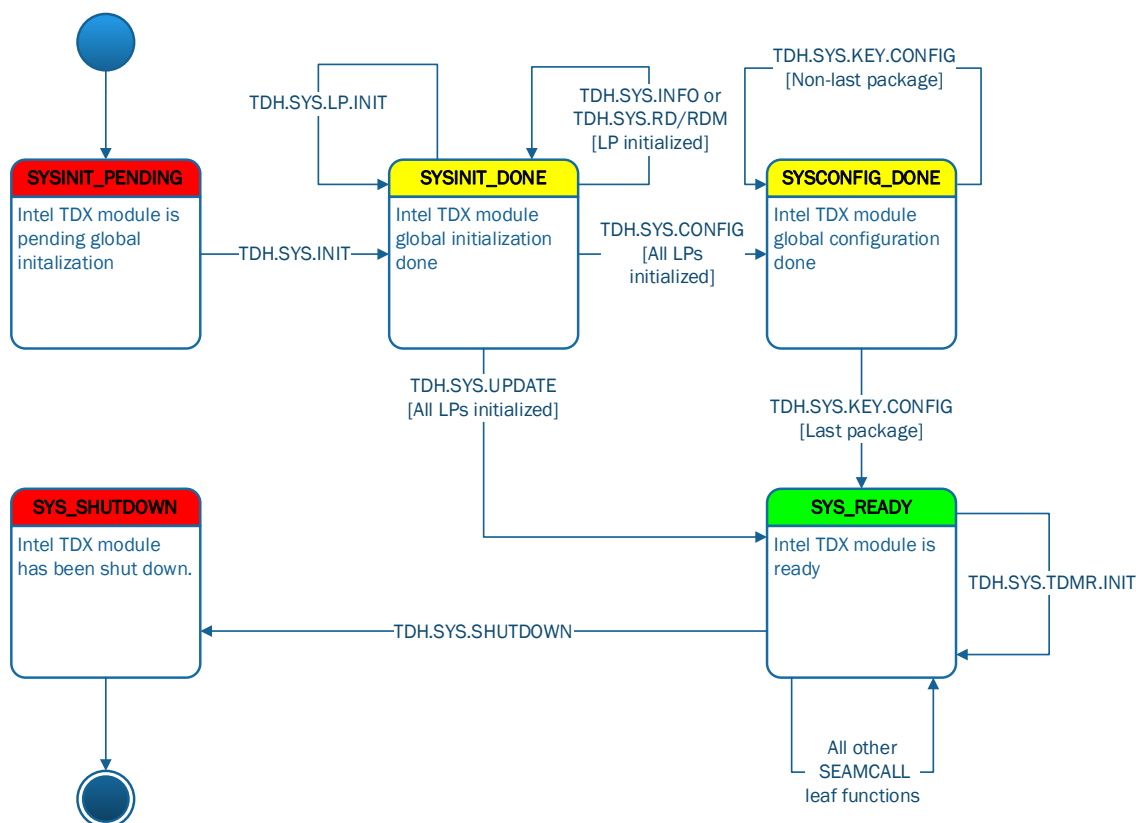 TDH.SYS.LP.INIT
TDH.SYS.INFO or
TDH.SYS.RD/RDM
[LP initialized]
TDH.SYS.KEY.CONFIG
[Non-last package]
SYSINIT_PENDING
Intel TDX module is
pending global
initalization
TDH.SYS.INIT
SYSINIT_DONE
Intel TDX module
global initialization
done
TDH.SYS.CONFIG
[All LPs
initialized]
SYSCONFIG_DONE
Intel TDX module
global configuration
done
TDH.SYS.UPDATE
[All LPs initialized]
TDH.SYS.KEY.CONFIG
[Last package]
SYS_SHUTDOWN
Intel TDX module
has been shut down.
TDH.SYS.SHUTDOWN
SYS_READY
Intel TDX module is
ready
TDH.SYS.TDMR.INIT
All other
SEAMCALL
leaf functions